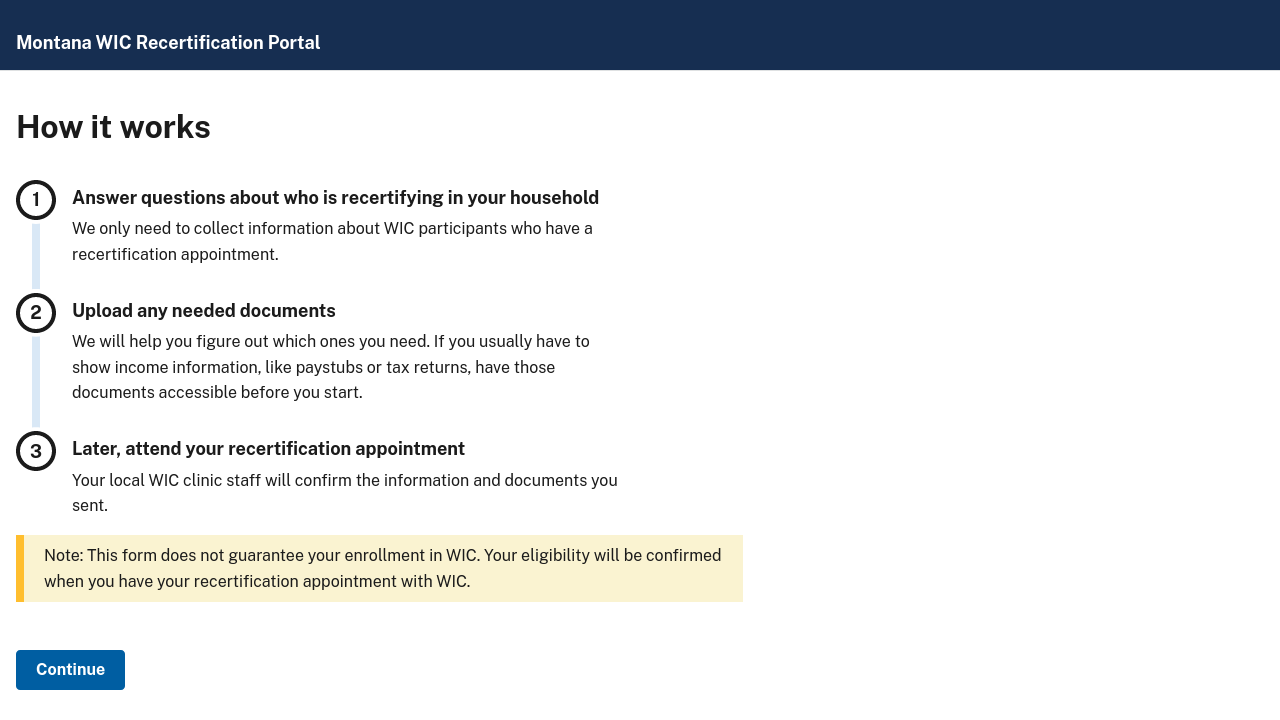 Montana WIC Recertification Portal
How it works
1
Answer questions about who is recertifying in your household
We only need to collect information about WIC participants who have a
recertification appointment.
2
Upload any needed documents
We will help you figure out which ones you need. If you usually have to
show income information, like paystubs or tax returns, have those
documents accessible before you start.
3
Later, attend your recertification appointment
Your local WIC clinic staff will confirm the information and documents you
sent.
Note: This form does not guarantee your enrollment in WIC. Your eligibility will be confirmed
when you have your recertification appointment with WIC.
Continue